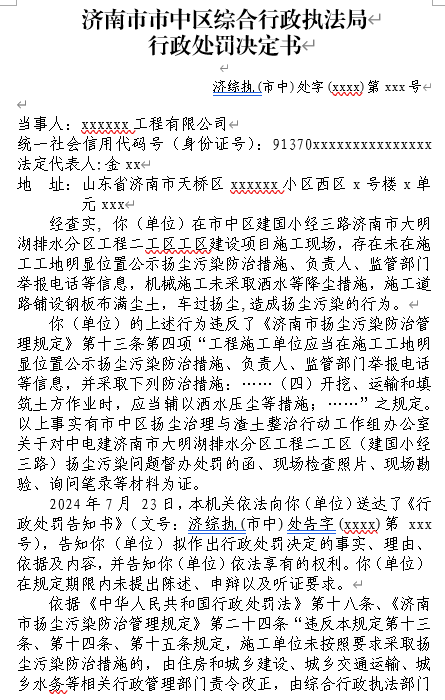 济南市市中区综合行政执法局
行政处罚决定书
济综执(市中)处字(xxxx)第 xxx 号
当事人：xxxxxx 工程有限公司
统一社会信用代码号（身份证号）：91370xxxxxxxxxxxxxxx
法定代表人:金 xx
地　址：山东省济南市天桥区 xxxxxx 小区西区 x 号楼 x 单
元 xxx
经查实，你（单位）在市中区建国小经三路济南市大明
湖排水分区工程二工区工区建设项目施工现场，存在未在施
工工地明显位置公示扬尘污染防治措施、负责人、监管部门
举报电话等信息，机械施工未采取洒水等降尘措施，施工道
路铺设钢板布满尘土，车过扬尘,造成扬尘污染的行为。
你（单位）的上述行为违反了《济南市扬尘污染防治管
理规定》第十三条第四项“工程施工单位应当在施工工地明
显位置公示扬尘污染防治措施、负责人、监管部门举报电话
等信息，并采取下列防治措施：……（四）开挖、运输和填
筑土方作业时，应当辅以洒水压尘等措施；……”之规定。
以上事实有市中区扬尘治理与渣土整治行动工作组办公室
关于对中电建济南市大明湖排水分区工程二工区（建国小经
三路）扬尘污染问题督办处罚的函、现场检查照片、现场勘
验、询问笔录等材料为证。
2024 年 7 月 23 日,本机关依法向你(单位)送达了《行
政处罚告知书》（文号：济综执(市中)处告字(xxxx)第 xxx
号），告知你（单位）拟作出行政处罚决定的事实、理由、
依据及内容，并告知你（单位）依法享有的权利。你（单位）
在规定期限内未提出陈述、申辩以及听证要求。
依据《中华人民共和国行政处罚法》第十八条、《济南
市扬尘污染防治管理规定》第二十四条“违反本规定第十三
条、第十四条、第十五条规定，施工单位未按照要求采取扬
尘污染防治措施的，由住房和城乡建设、城乡交通运输、城
乡水务等相关行政管理部门责令改正，由综合行政执法部门